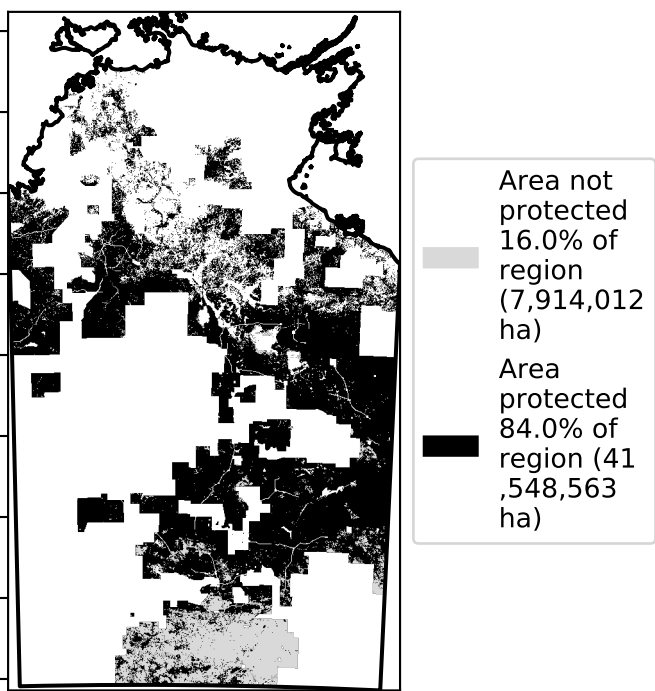 Area not
protected
16.0% of
region
(7,914,012
ha)
Area
protected
84.0% of
region (41
,548,563
ha)